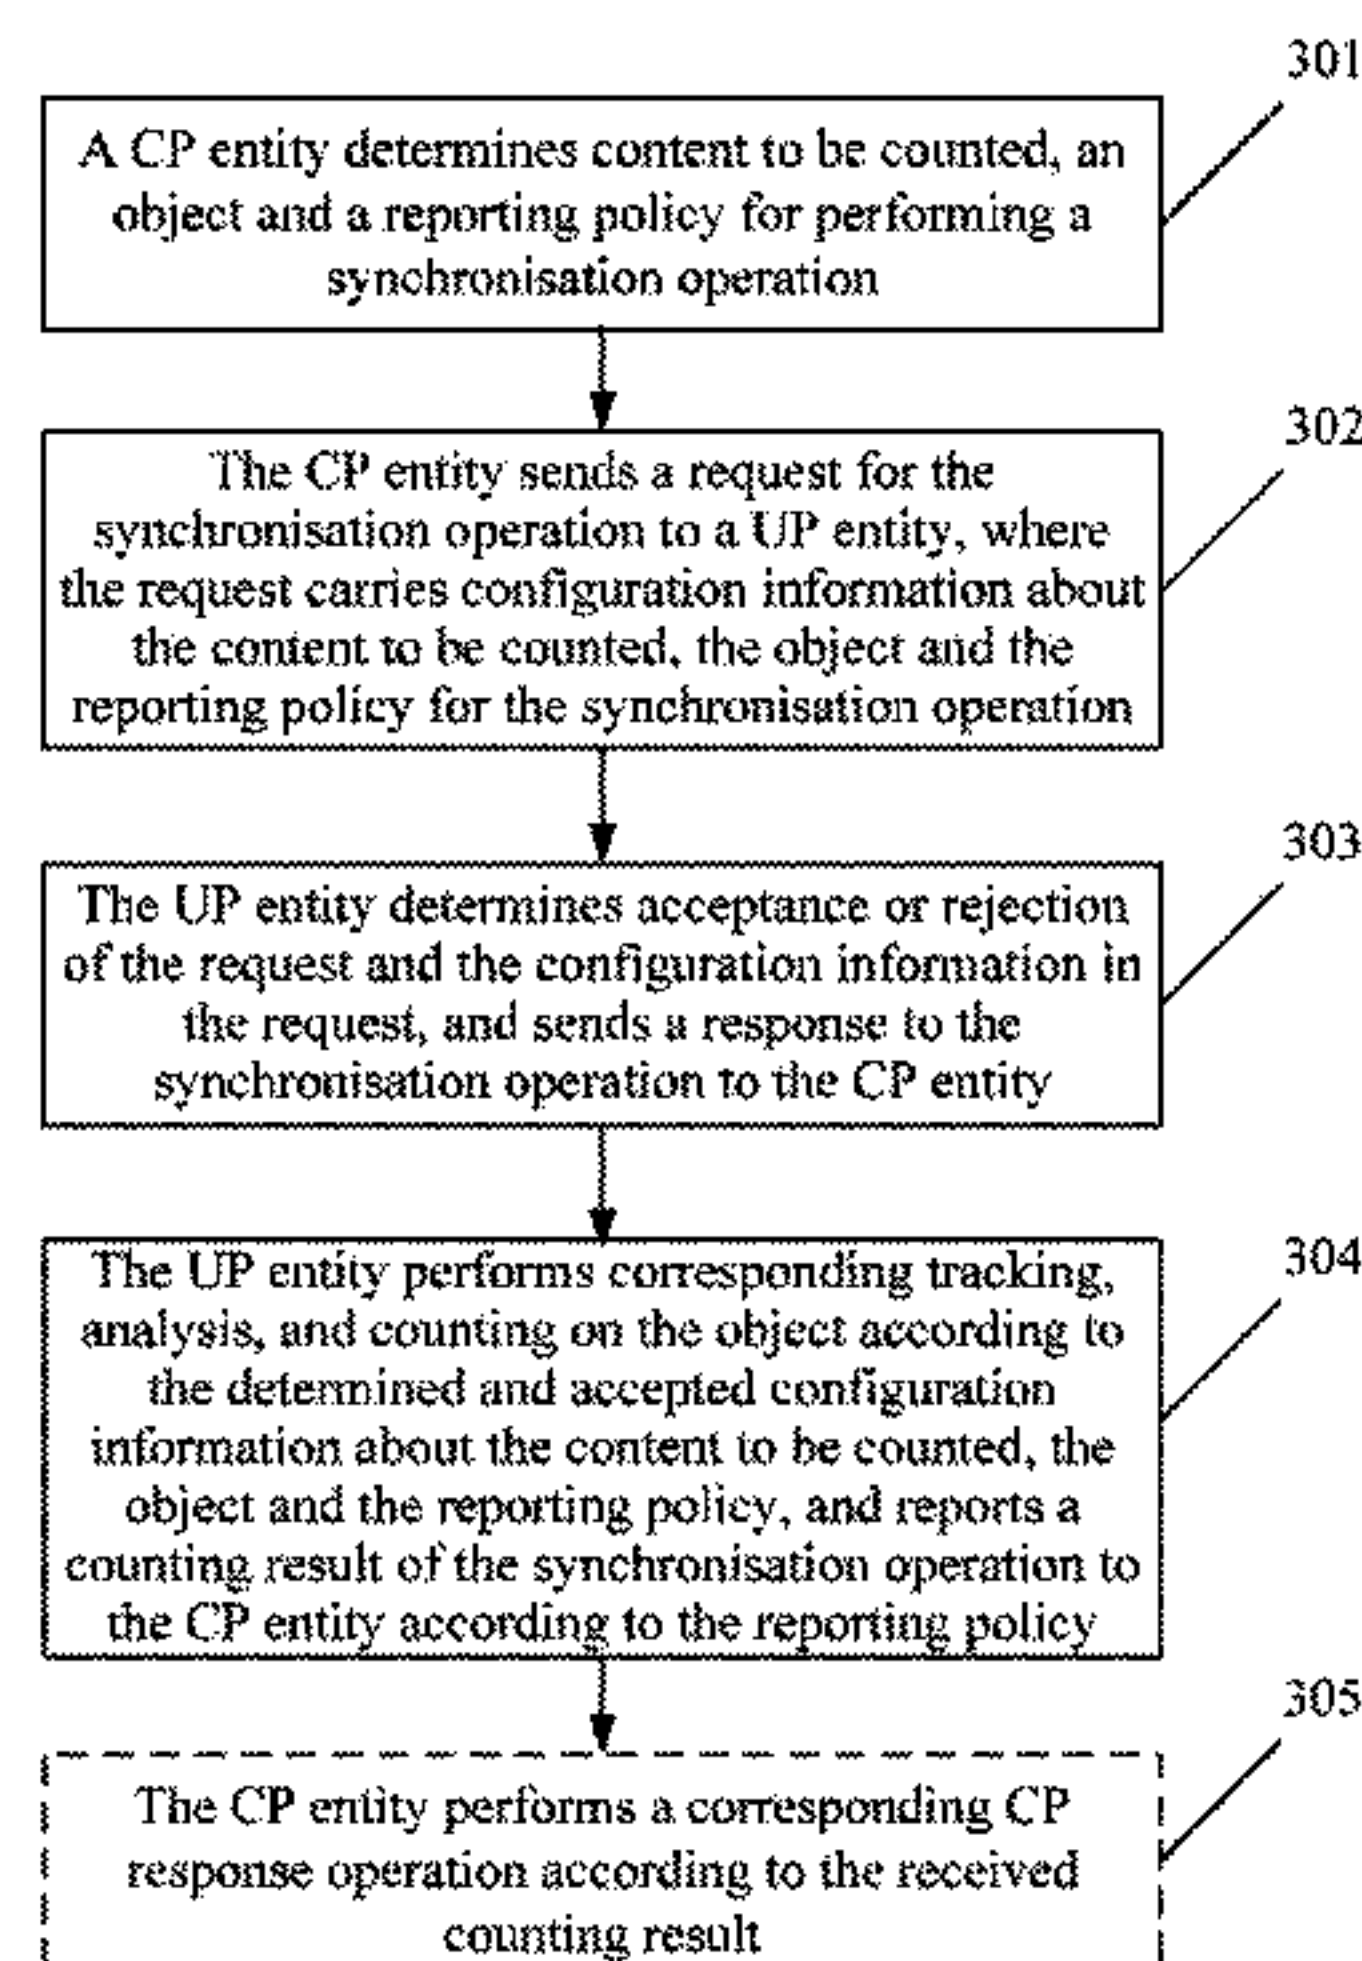 301
A CP entity determines content to be counted, an
object and a reporting policy for performing a
synchronisation operation
302
The CP entity sends a request for the
synchronisation operation to a UP entity, where
the request carries configuration information about
the content to be counted, the object and the
reporting policy for the synchronisation operation
303
The UP entity determines acceptance or rejection
of the request and the configuration information in
the request, and sends a response to the
synchronisation operation to the CP entity
304
The UP entity performs corresponding tracking,
analysis, and counting on the object according to
the determined and accepted configuration
information about the content to be counted, the
object and the reporting policy, and reports a
counting result of the synchronisation operation to
the CP entity according to the reporting policy
305
The CP entity performs a corresponding CP
response operation according to the received
counting result